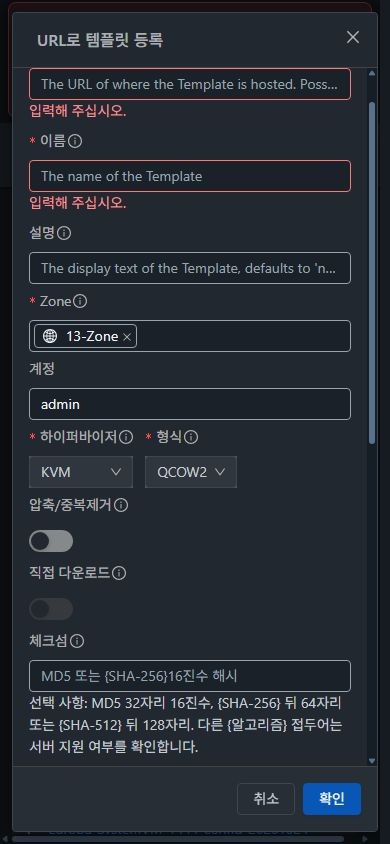 URL로 템플릿 등록
The URL of where the Template is hosted. Poss...
입력해 주십시오.
* 이름
The name of the Template
입력해 주십시오.
설명
The display text of the Template, defaults to 'n...
* Zone
13-Zone
계정
admin
* 하이퍼바이저 * 형식
KVM QCOW2
압축/중복제거
직접 다운로드
체크섬
MD5 또는 {SHA-256}16진수 해시
선택 사항: MD5 32자리 16진수, {SHA-256} 뒤 64자리
또는 {SHA-512} 뒤 128자리. 다른 {알고리즘} 접두어는
서버 지원 여부를 확인합니다.
취소 확인